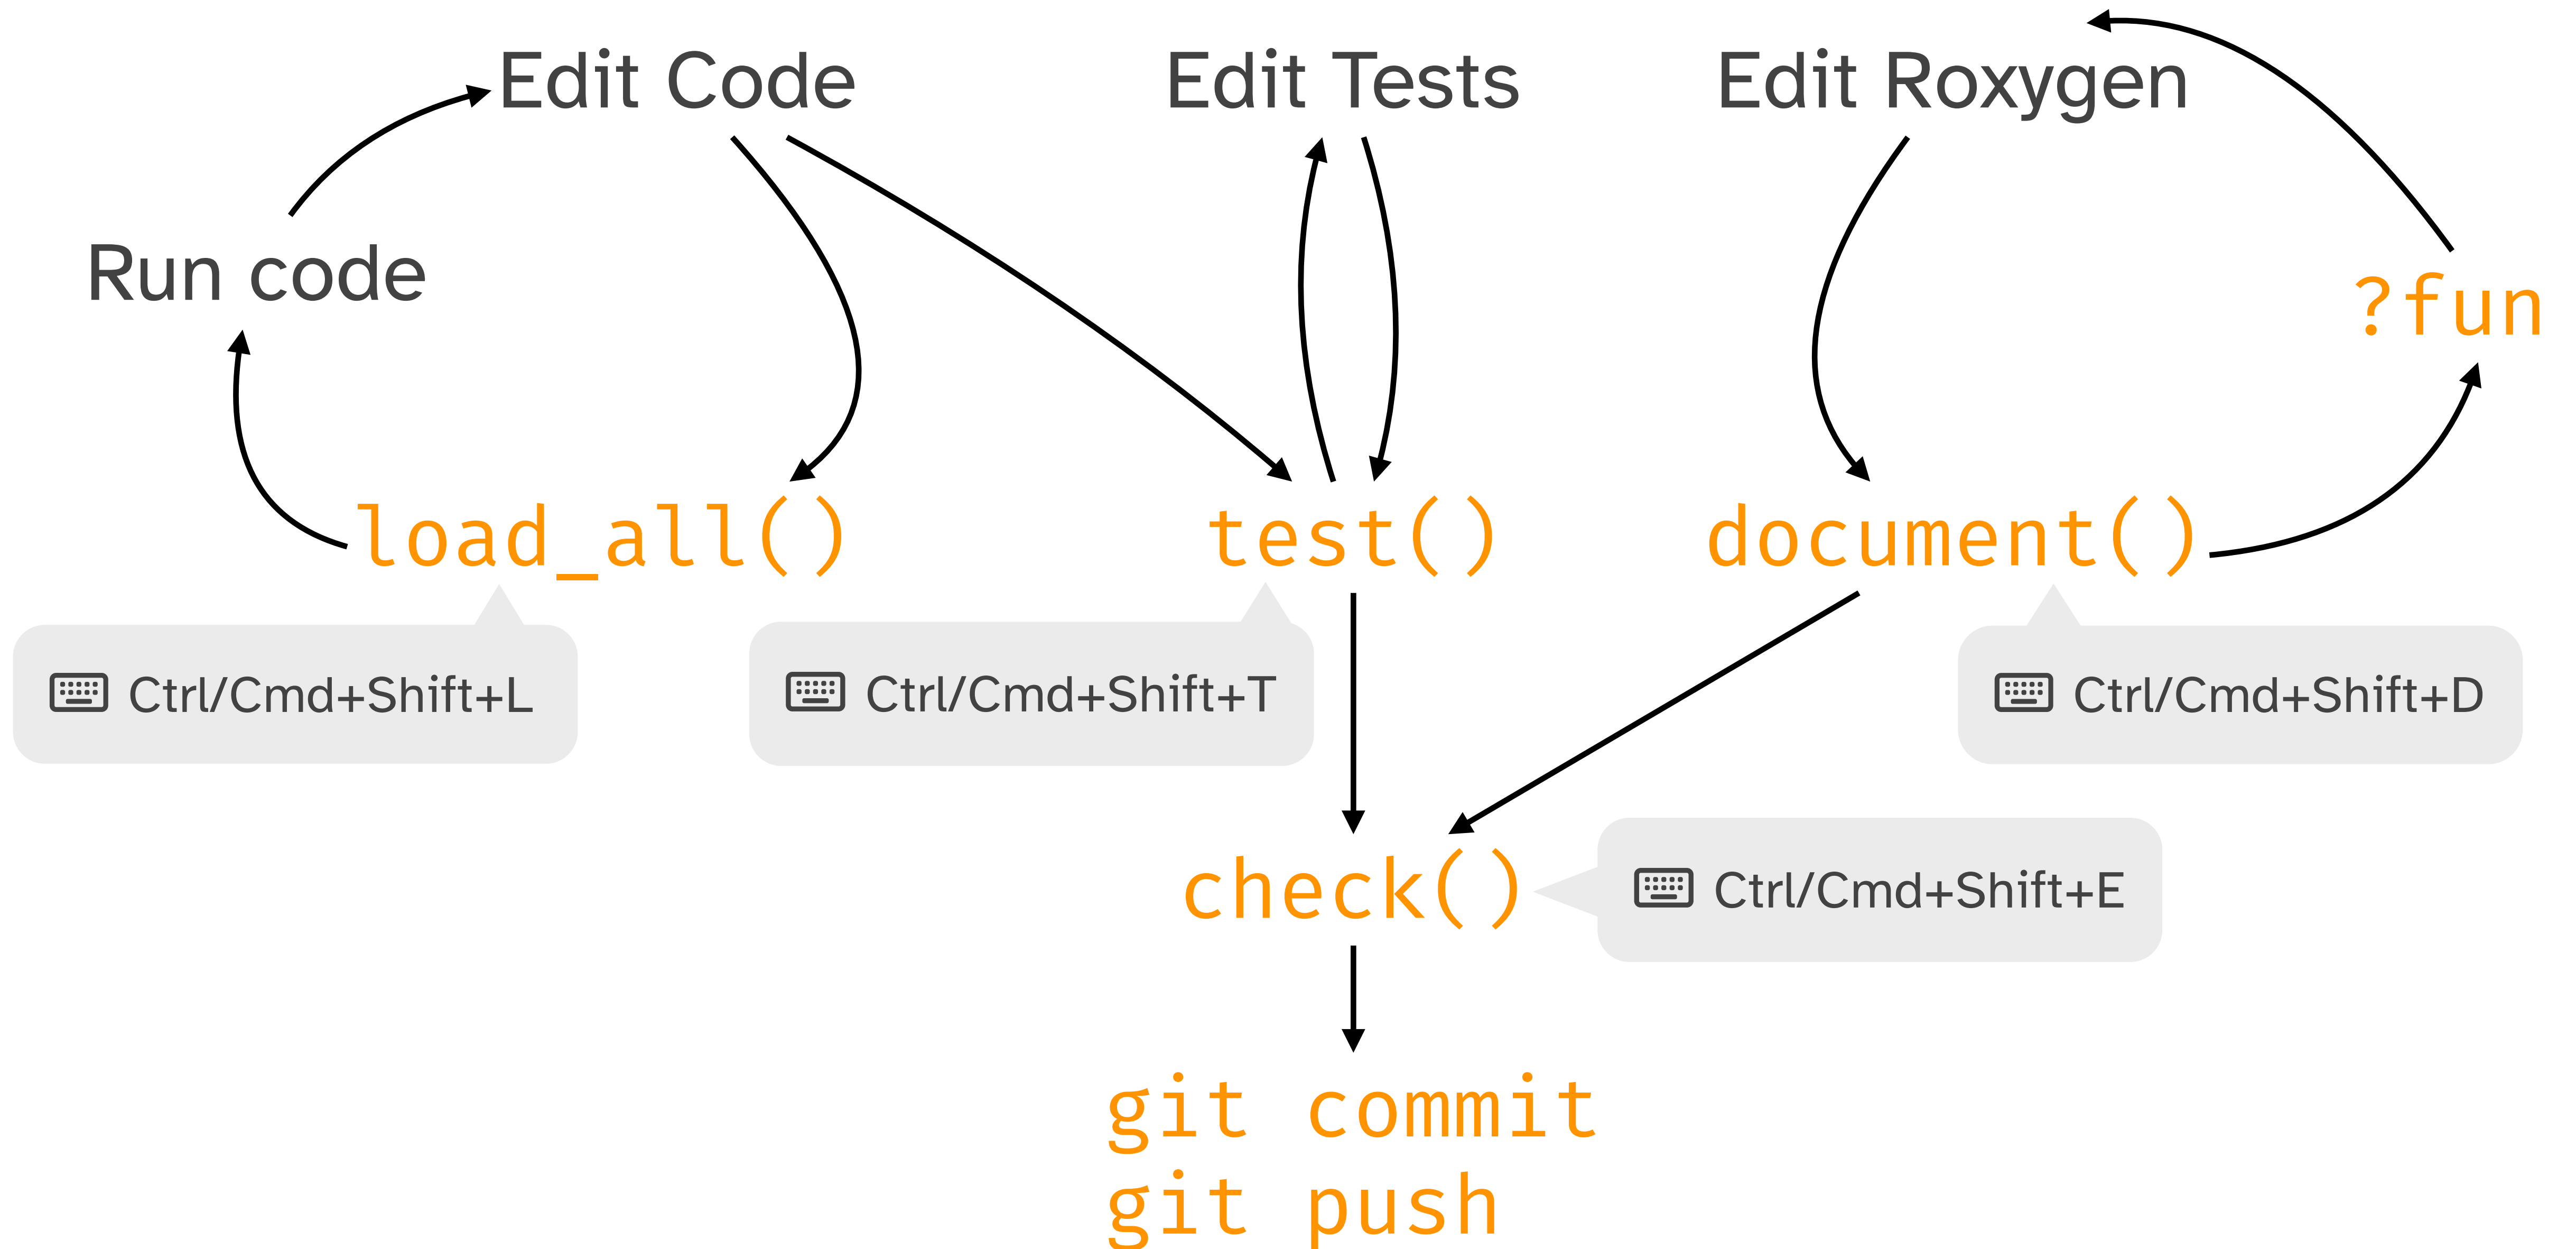 Edit Code
Edit Tests
Edit Roxygen
Run code
?fun
load_all()
test()
document()
Ctrl/Cmd+Shift+L
Ctrl/Cmd+Shift+T
Ctrl/Cmd+Shift+D
check()
Ctrl/Cmd+Shift+E
git commit
git push